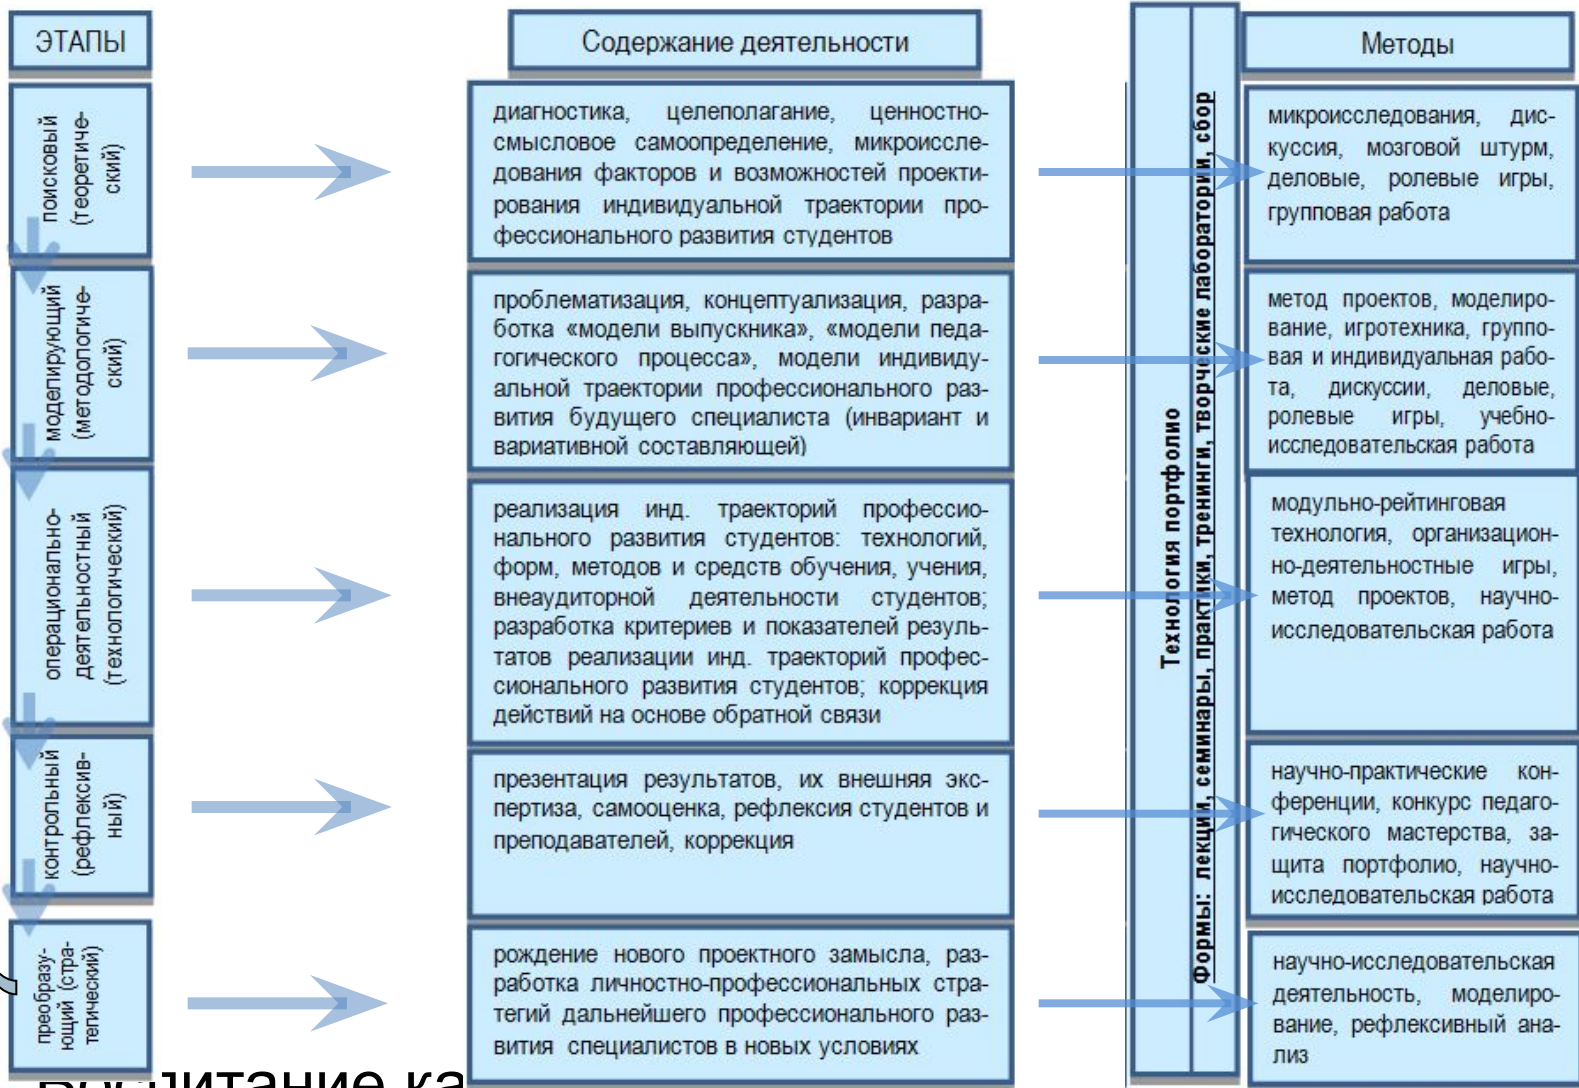 ЭТАПЫ
Содержание деятельности
Методы
поисковый
(теоретиче-
ский)
диагностика, целеполагание, ценностно-
смысловое самоопределение, микроиссле-
дования факторов и возможностей проекти-
рования индивидуальной траектории про-
фессионального развития студентов
микроисследования, дис-
куссия, мозговой штурм,
деловые, ролевые игры,
групповая работа
моделирующий
(методологиче-
ский)
проблематизация, концептуализация, разра-
ботка «модели выпускника», «модели педа-
гогического процесса», модели индивиду-
альной траектории профессионального раз-
вития будущего специалиста (инвариант и
вариативной составляющей)
метод проектов, моделиро-
вание, игротехника, группо-
вая и индивидуальная рабо-
та, дискуссии, деловые,
ролевые игры, учебно-
исследовательская работа
операционально-
деятельностный
(технологический)
реализация инд. траекторий профессио-
нального развития студентов: технологий,
форм, методов и средств обучения, учения,
внеаудиторной деятельности студентов;
разработка критериев и показателей резуль-
татов реализации инд. траекторий профес-
сионального развития студентов; коррекция
действий на основе обратной связи
модульно-рейтинговая
технология, организацион-
но-деятельностные игры,
метод проектов, научно-
исследовательская работа
контрольный
(рефлексив-
ный)
презентация результатов, их внешняя экс-
пертиза, самооценка, рефлексия студентов и
преподавателей, коррекция
научно-практические кон-
ференции, конкурс педаго-
гического мастерства, за-
щита портфолио, научно-
исследовательская работа
преобразу-
ющий (стра-
тегический)
рождение нового проектного замысла, раз-
работка личностно-профессиональных стра-
тегий дальнейшего профессионального раз-
вития специалистов в новых условиях
научно-исследовательская
деятельность, моделиро-
вание, рефлексивный ана-
лиз
Технология портфолио
Формы: лекции, семинары, практики, тренинги, творческие лаборатории, сбор